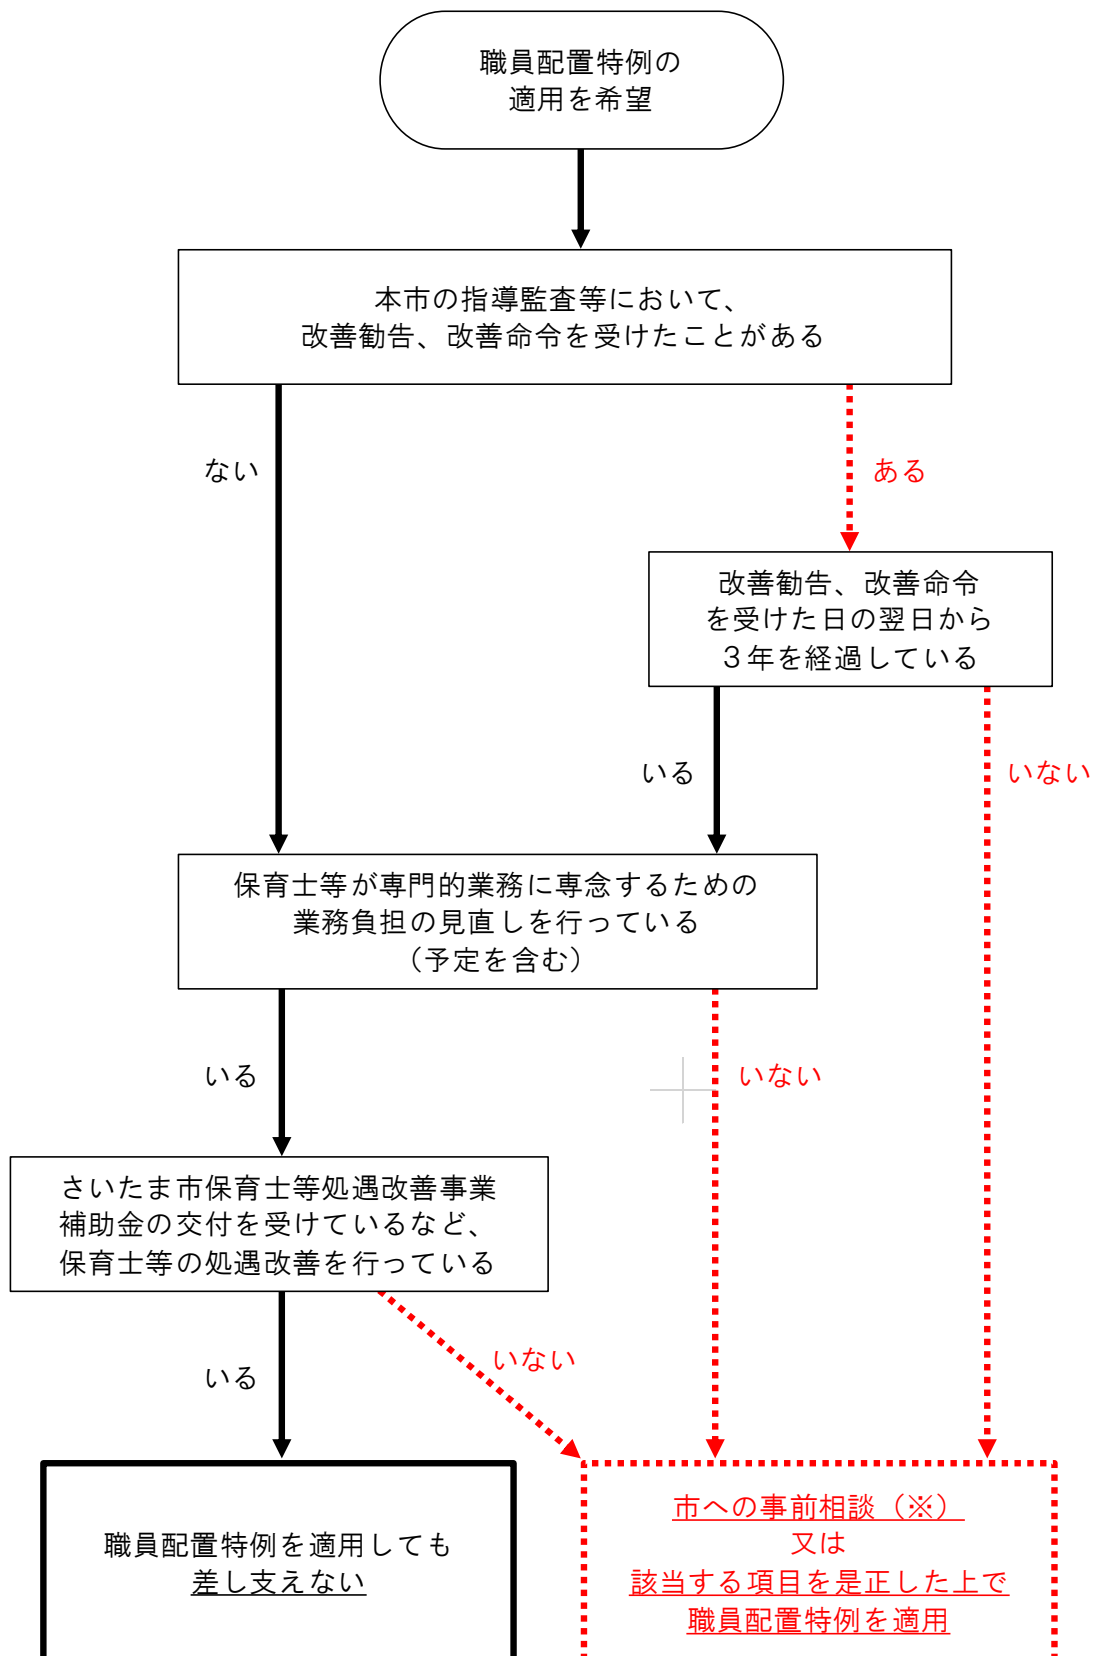 職員配置特例の
適用を希望
本市の指導監査等において、
改善勧告、改善命令を受けたことがある
ない
ある
改善勧告、改善命令
を受けた日の翌日から
３年を経過している
いる
いない
保育士等が専門的業務に専念するための
業務負担の見直しを行っている
（予定を含む）
いる
いない
さいたま市保育士等処遇改善事業
補助金の交付を受けているなど、
保育士等の処遇改善を行っている
いない
いる
職員配置特例を適用しても
差し支えない
市への事前相談（※）
又は
該当する項目を是正した上で
職員配置特例を適用